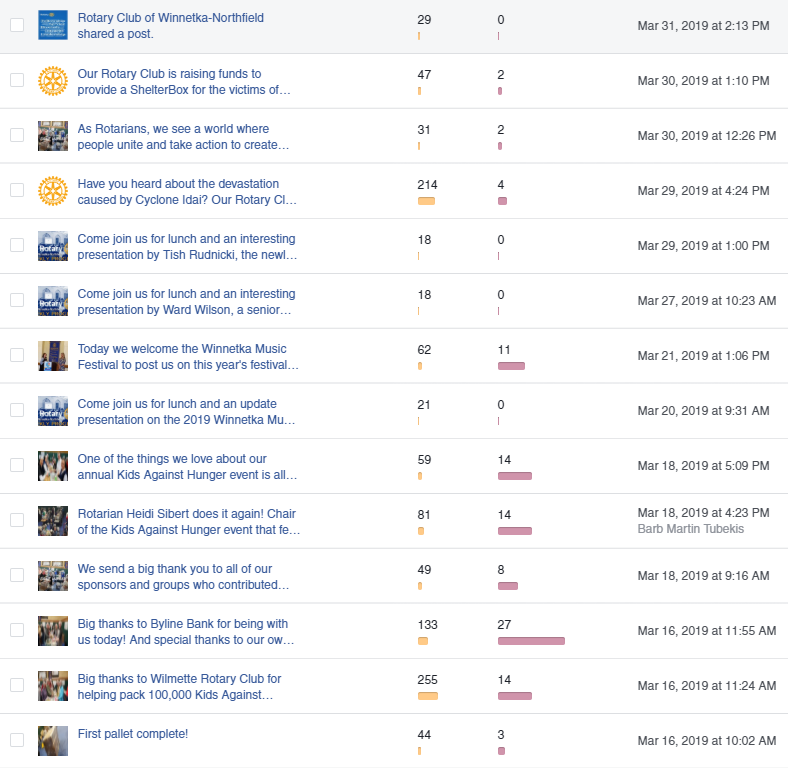 Rotary Club of Winnetka-Northfield
shared a post.
29
0
Mar 31, 2019 at 2:13 PM
Our Rotary Club is raising funds to
provide a ShelterBox for the victims of…
47
2
Mar 30, 2019 at 1:10 PM
As Rotarians, we see a world where
people unite and take action to create…
31
2
Mar 30, 2019 at 12:26 PM
Have you heard about the devastation
caused by Cyclone Idai? Our Rotary Cl…
214
4
Mar 29, 2019 at 4:24 PM
Rotary
Come join us for lunch and an interesting
presentation by Tish Rudnicki, the newl…
18
0
Mar 29, 2019 at 1:00 PM
Rotary
Come join us for lunch and an interesting
presentation by Ward Wilson, a senior…
18
0
Mar 27, 2019 at 10:23 AM
Today we welcome the Winnetka Music
Festival to post us on this year's festival…
62
11
Mar 21, 2019 at 1:06 PM
Rotary
Come join us for lunch and an update
presentation on the 2019 Winnetka Mu…
21
0
Mar 20, 2019 at 9:31 AM
One of the things we love about our
annual Kids Against Hunger event is all…
59
14
Mar 18, 2019 at 5:09 PM
Rotarian Heidi Sibert does it again! Chair
of the Kids Against Hunger event that fe…
81
14
Mar 18, 2019 at 4:23 PM
Barb Martin Tubekis
We send a big thank you to all of our
sponsors and groups who contributed…
49
8
Mar 18, 2019 at 9:16 AM
Big thanks to Byline Bank for being with
us today! And special thanks to our ow…
133
27
Mar 16, 2019 at 11:55 AM
Big thanks to Wilmette Rotary Club for
helping pack 100,000 Kids Against…
255
14
Mar 16, 2019 at 11:24 AM
First pallet complete!
44
3
Mar 16, 2019 at 10:02 AM